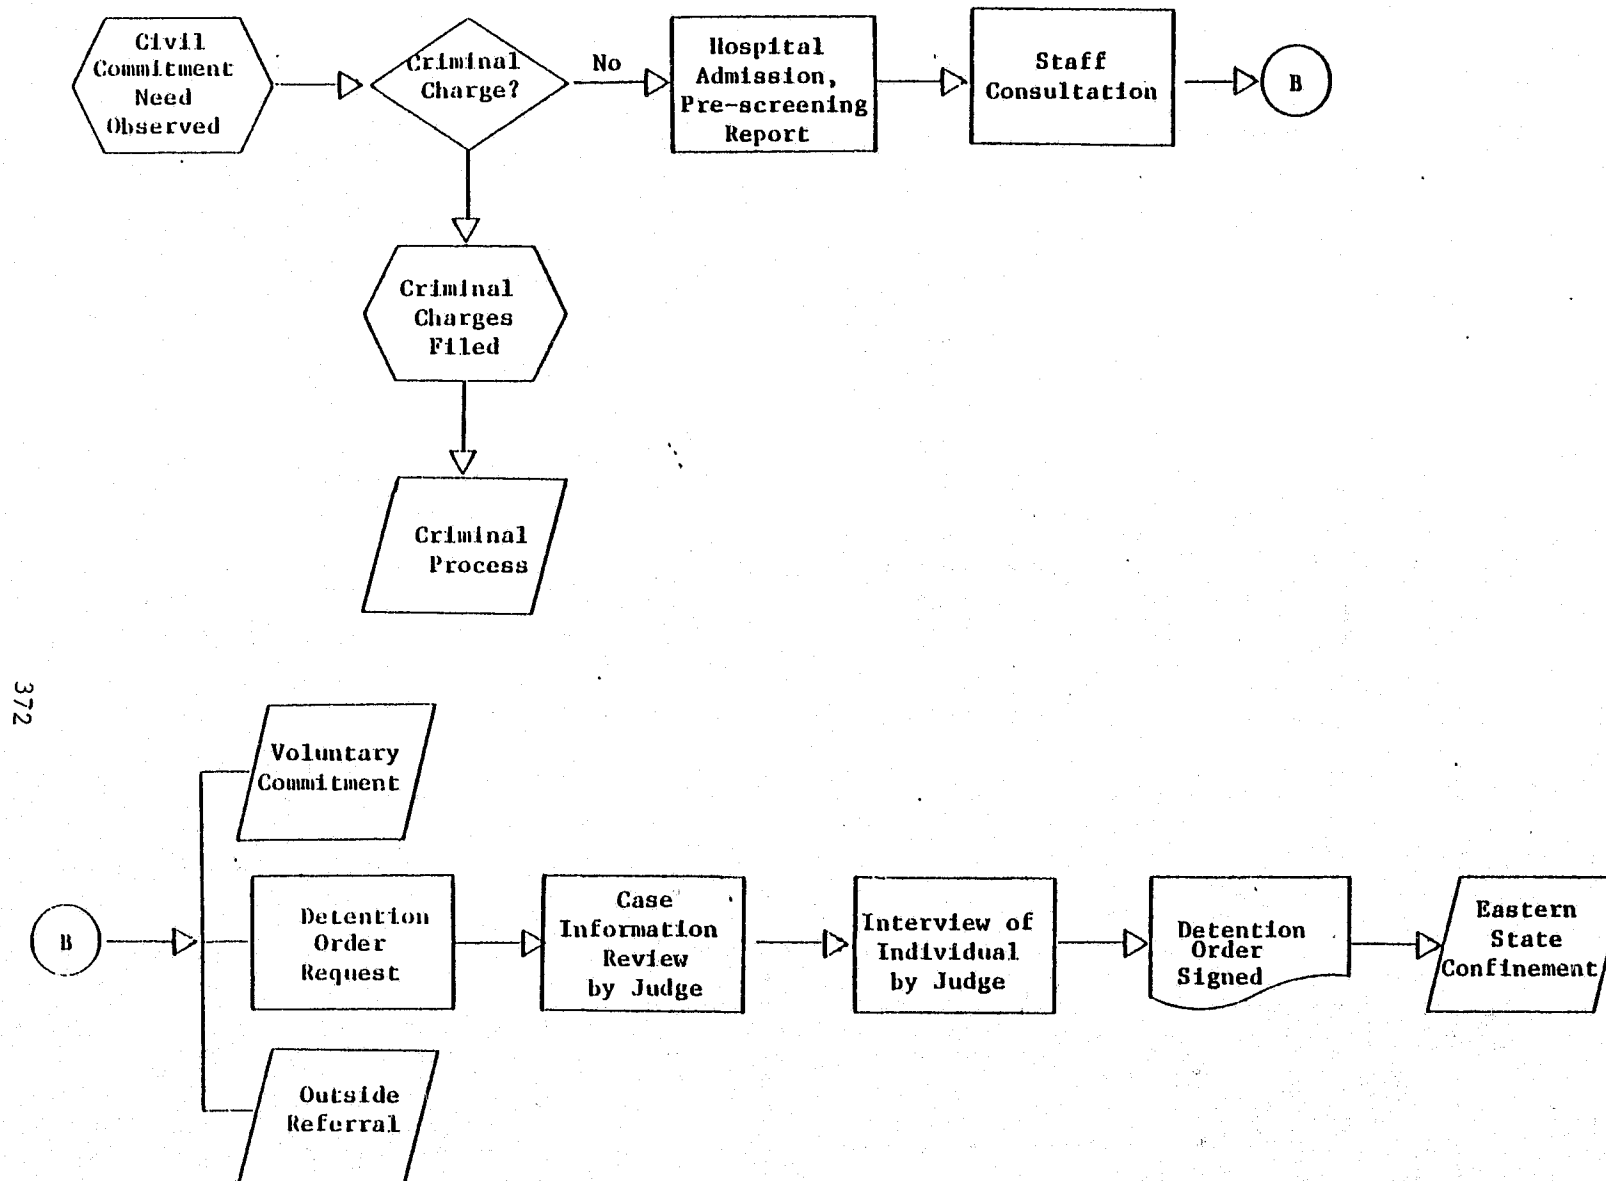 Civil
Commitment
Need
Observed
Criminal
Charge?
No
Hospital
Admission,
Pre-screening
Report
Staff
Consultation
B
Criminal
Charges
Filed
Criminal
Process
372
Voluntary
Commitment
B
Detention
Order
Request
Case
Information
Review
by Judge
Interview of
Individual
by Judge
Detention
Order
Signed
Eastern
State
Confinement
Outside
Referral